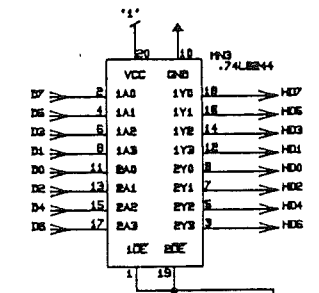 "1"
20 10 MN3
.74LS244
VCC GND
D7 2 1A0 1Y0 18 HD7
D5 4 1A1 1Y1 16 HD5
D3 6 1A2 1Y2 14 HD3
D1 8 1A3 1Y3 12 HD1
D0 11 2A0 2Y0 9 HD0
D2 13 2A1 2Y1 7 HD2
D4 15 2A2 2Y2 5 HD4
D6 17 2A3 2Y3 3 HD6
1OE 2OE
1 19